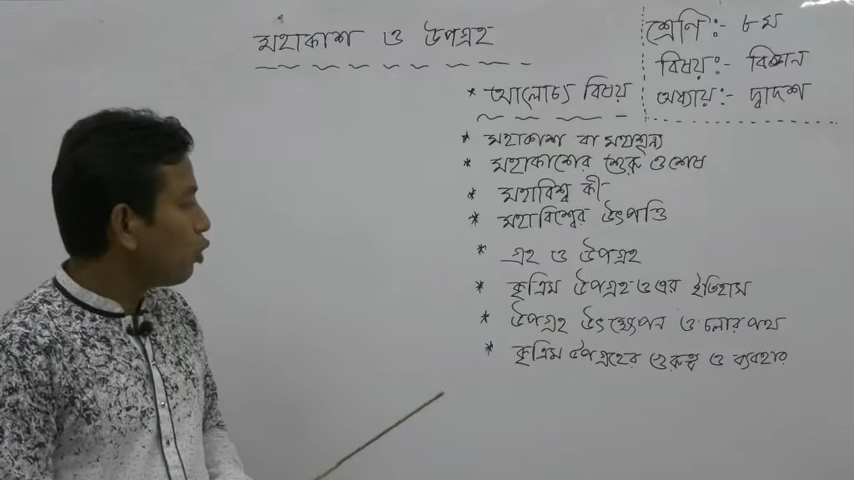 মহাকাশ ও উপগ্রহ
শ্রেণি:- ৮ম
বিষয়:- বিজ্ঞান
অধ্যায়:- দ্বাদশ
* আলোচ্য বিষয়
* মহাকাশ বা মহাশূন্য
* মহাকাশের শুরু ও শেষ
* মহাবিশ্ব কী-
* মহাবিশ্বের উৎপত্তি
* গ্রহ ও উপগ্রহ
* কৃত্রিম উপগ্রহ ও এর ইতিহাস
* উপগ্রহ উৎক্ষেপন ও চলার পথ
* কৃত্রিম উপগ্রহের গুরুত্ব ও ব্যবহার